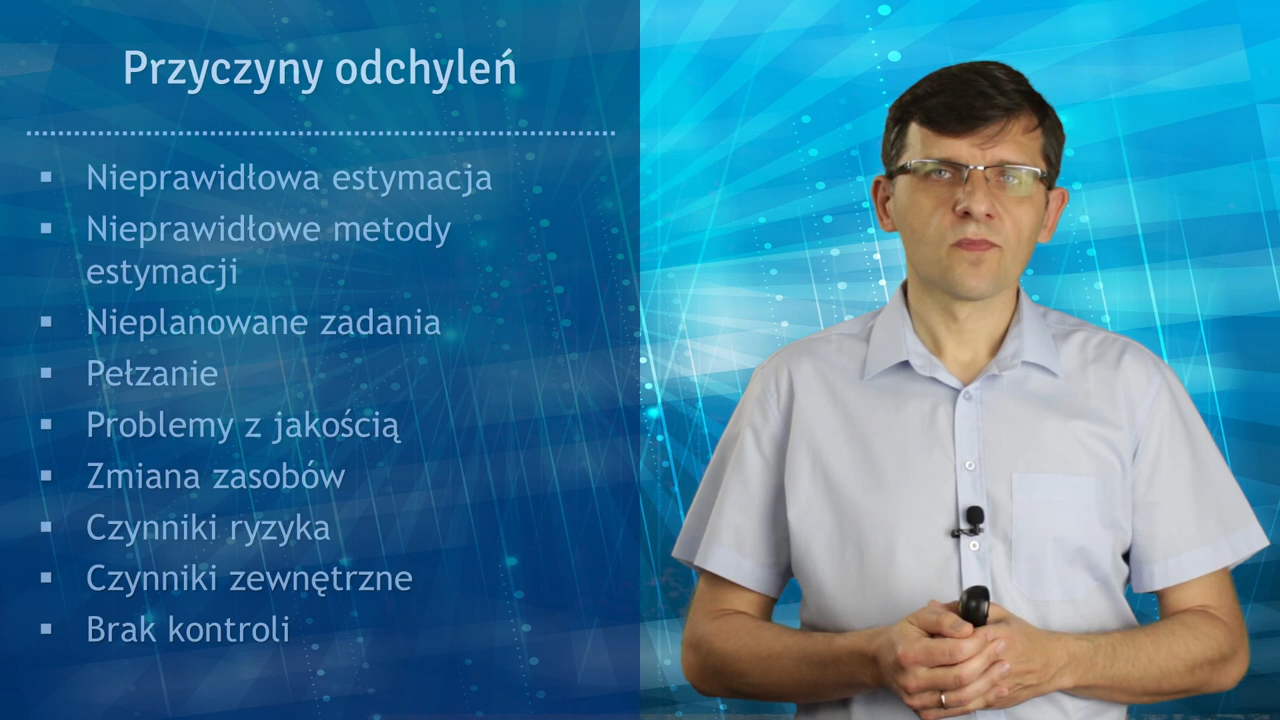 Przyczyny odchyleń
Nieprawidłowa estymacja
Nieprawidłowe metody
estymacji
Nieplanowane zadania
Pełzanie
Problemy z jakością
Zmiana zasobów
Czynniki ryzyka
Czynniki zewnętrzne
Brak kontroli